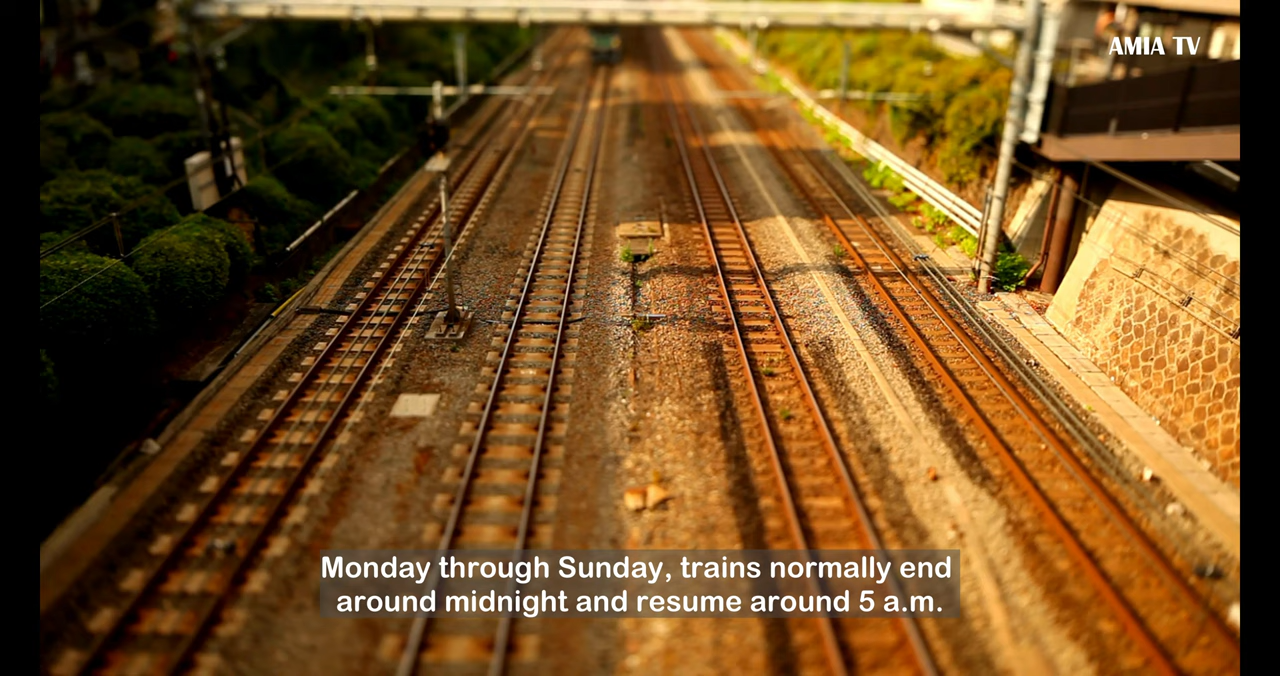 AMIA TV
Monday through Sunday, trains normally end
around midnight and resume around 5 a.m.